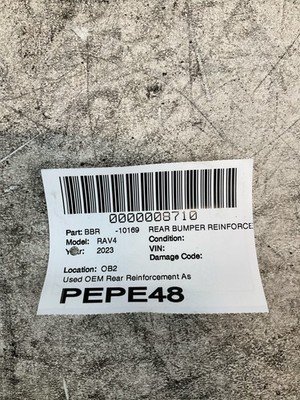 0000008710
Part: BBR -10169 REAR BUMPER REINFORCE
Model: RAV4 Condition:
2023 VIN:
Damage Code:
Location: OB2
Used OEM Rear Reinforcement As
PEPE48